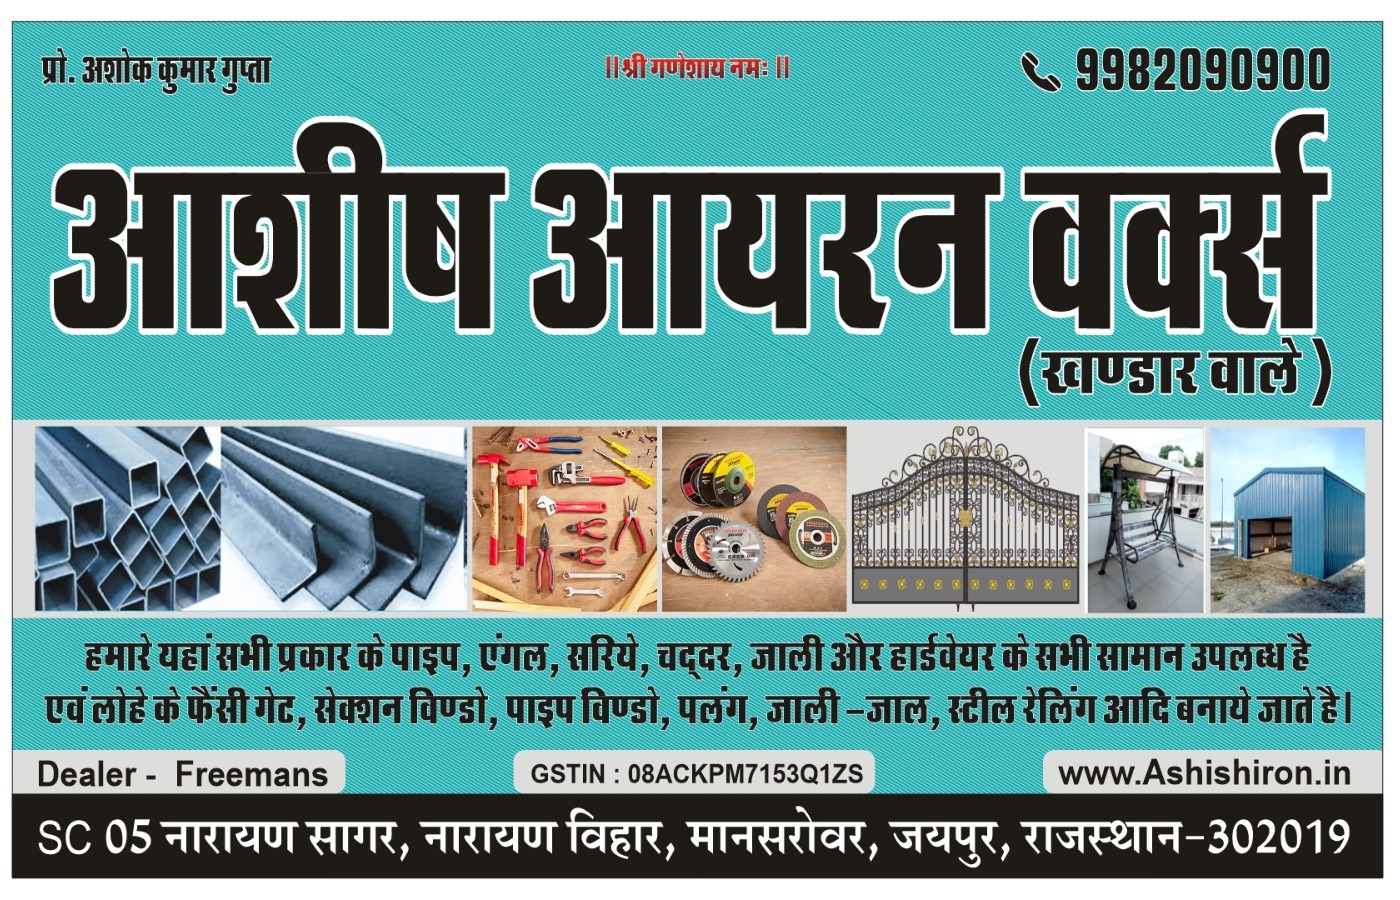 प्रो. अशोक कुमार गुप्ता
||श्री गणेशाय नमः ||
9982090900
आशीष आयरन वर्क्स
(खण्डार वाले)
हमारे यहां सभी प्रकार के पाइप, एंगल, सरिये, चद्दर, जाली और हार्डवेयर के सभी सामान उपलब्ध है
एवं लोहे के फैंसी गेट, सेक्शन विण्डो, पाइप विण्डो, पलंग, जाली –जाल, स्टील रेलिंग आदि बनाये जाते है।
Dealer - Freemans
GSTIN : 08ACKPM7153Q1ZS
www.Ashishiron.in
SC 05 नारायण सागर, नारायण विहार, मानसरोवर, जयपुर, राजस्थान-302019